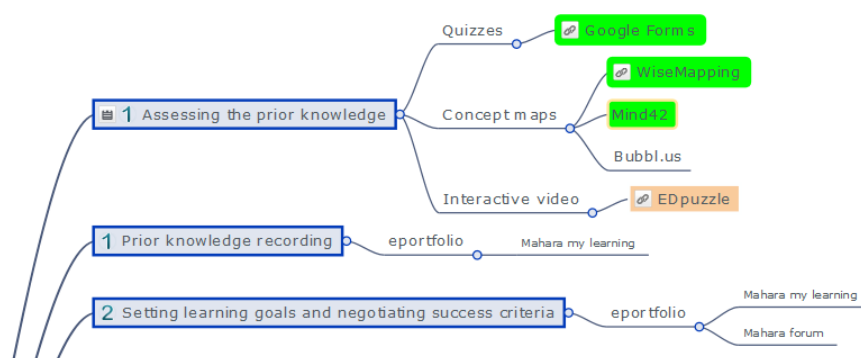 Quizzes
Google Forms
WiseMapping
1 Assessing the prior knowledge
Concept maps
Mind42
Bubbl.us
Interactive video
EDpuzzle
1 Prior knowledge recording
eportfolio
Mahara my learning
2 Setting learning goals and negotiating success criteria
eportfolio
Mahara my learning
Mahara forum